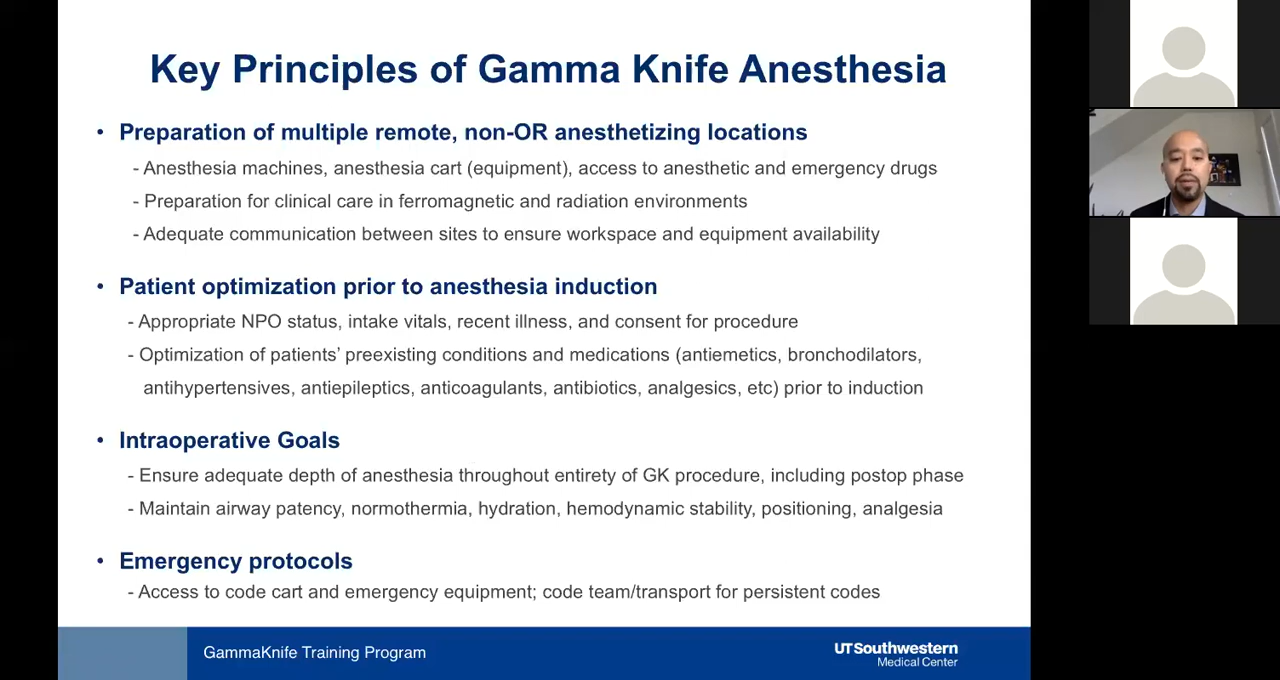 Key Principles of Gamma Knife Anesthesia
• Preparation of multiple remote, non-OR anesthetizing locations
- Anesthesia machines, anesthesia cart (equipment), access to anesthetic and emergency drugs
- Preparation for clinical care in ferromagnetic and radiation environments
- Adequate communication between sites to ensure workspace and equipment availability
• Patient optimization prior to anesthesia induction
- Appropriate NPO status, intake vitals, recent illness, and consent for procedure
- Optimization of patients’ preexisting conditions and medications (antiemetics, bronchodilators,
antihypertensives, antiepileptics, anticoagulants, antibiotics, analgesics, etc) prior to induction
• Intraoperative Goals
- Ensure adequate depth of anesthesia throughout entirety of GK procedure, including postop phase
- Maintain airway patency, normothermia, hydration, hemodynamic stability, positioning, analgesia
• Emergency protocols
- Access to code cart and emergency equipment; code team/transport for persistent codes
GammaKnife Training Program
UTSouthwestern
Medical Center